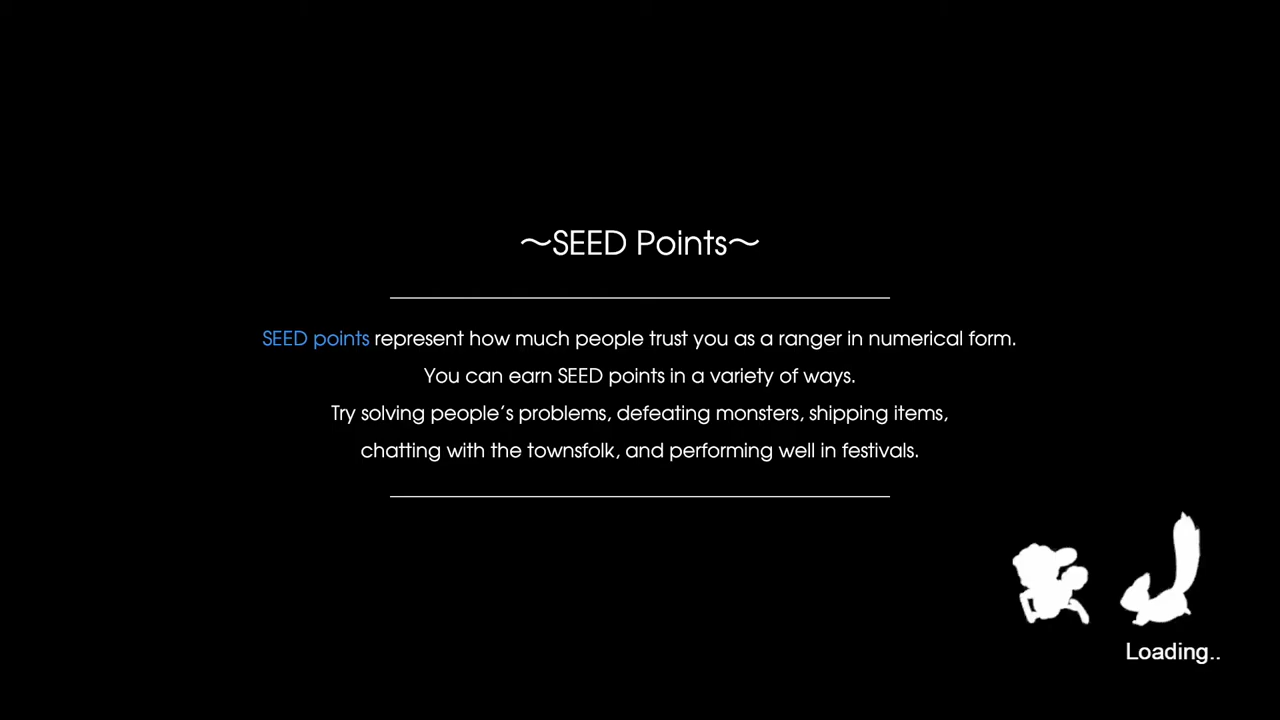 ～SEED Points～
SEED points represent how much people trust you as a ranger in numerical form.
You can earn SEED points in a variety of ways.
Try solving people's problems, defeating monsters, shipping items,
chatting with the townsfolk, and performing well in festivals.
Loading..